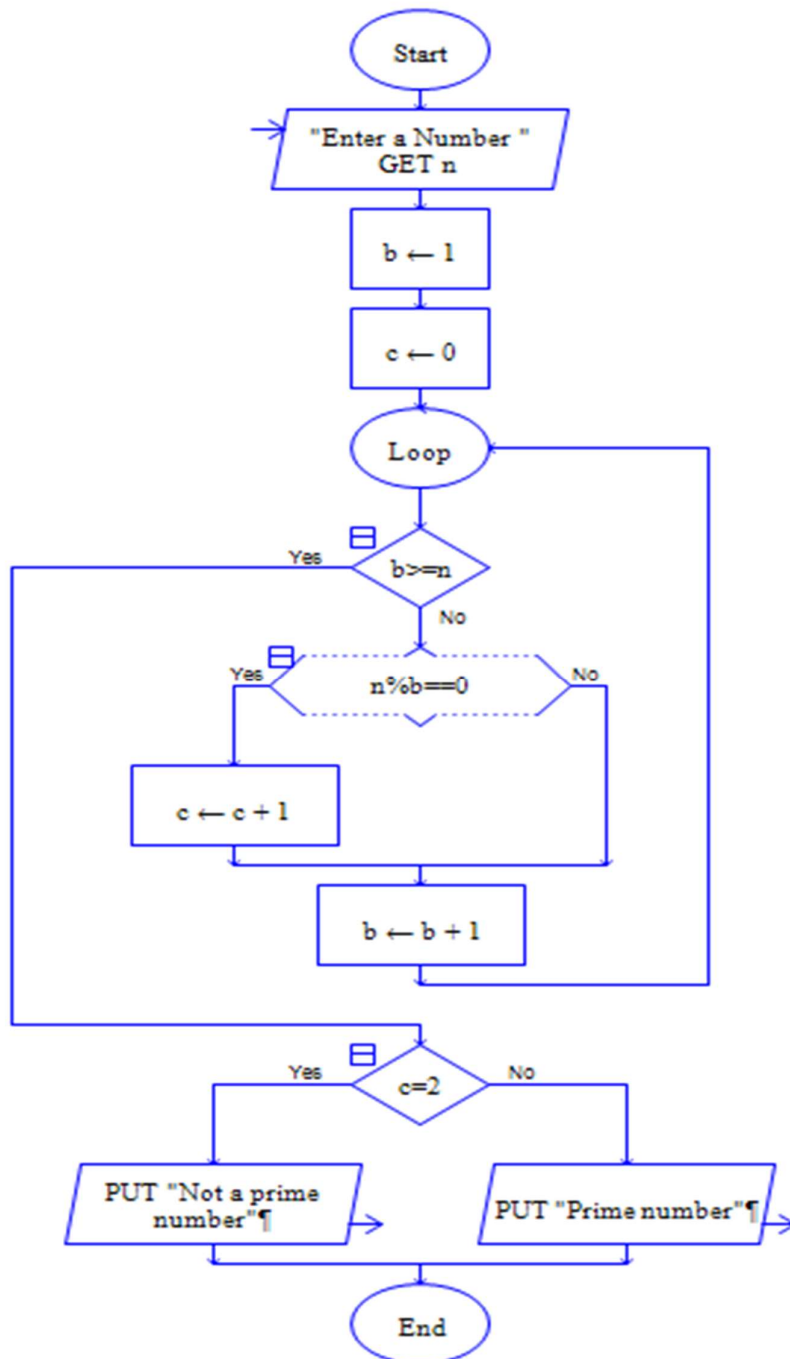 Start
"Enter a Number "
GET n
b ← 1
c ← 0
Loop
Yes
b>=n
No
Yes
n%b==0
No
c ← c + 1
b ← b + 1
Yes
c=2
No
PUT "Not a prime
number"¶
PUT "Prime number"¶
End